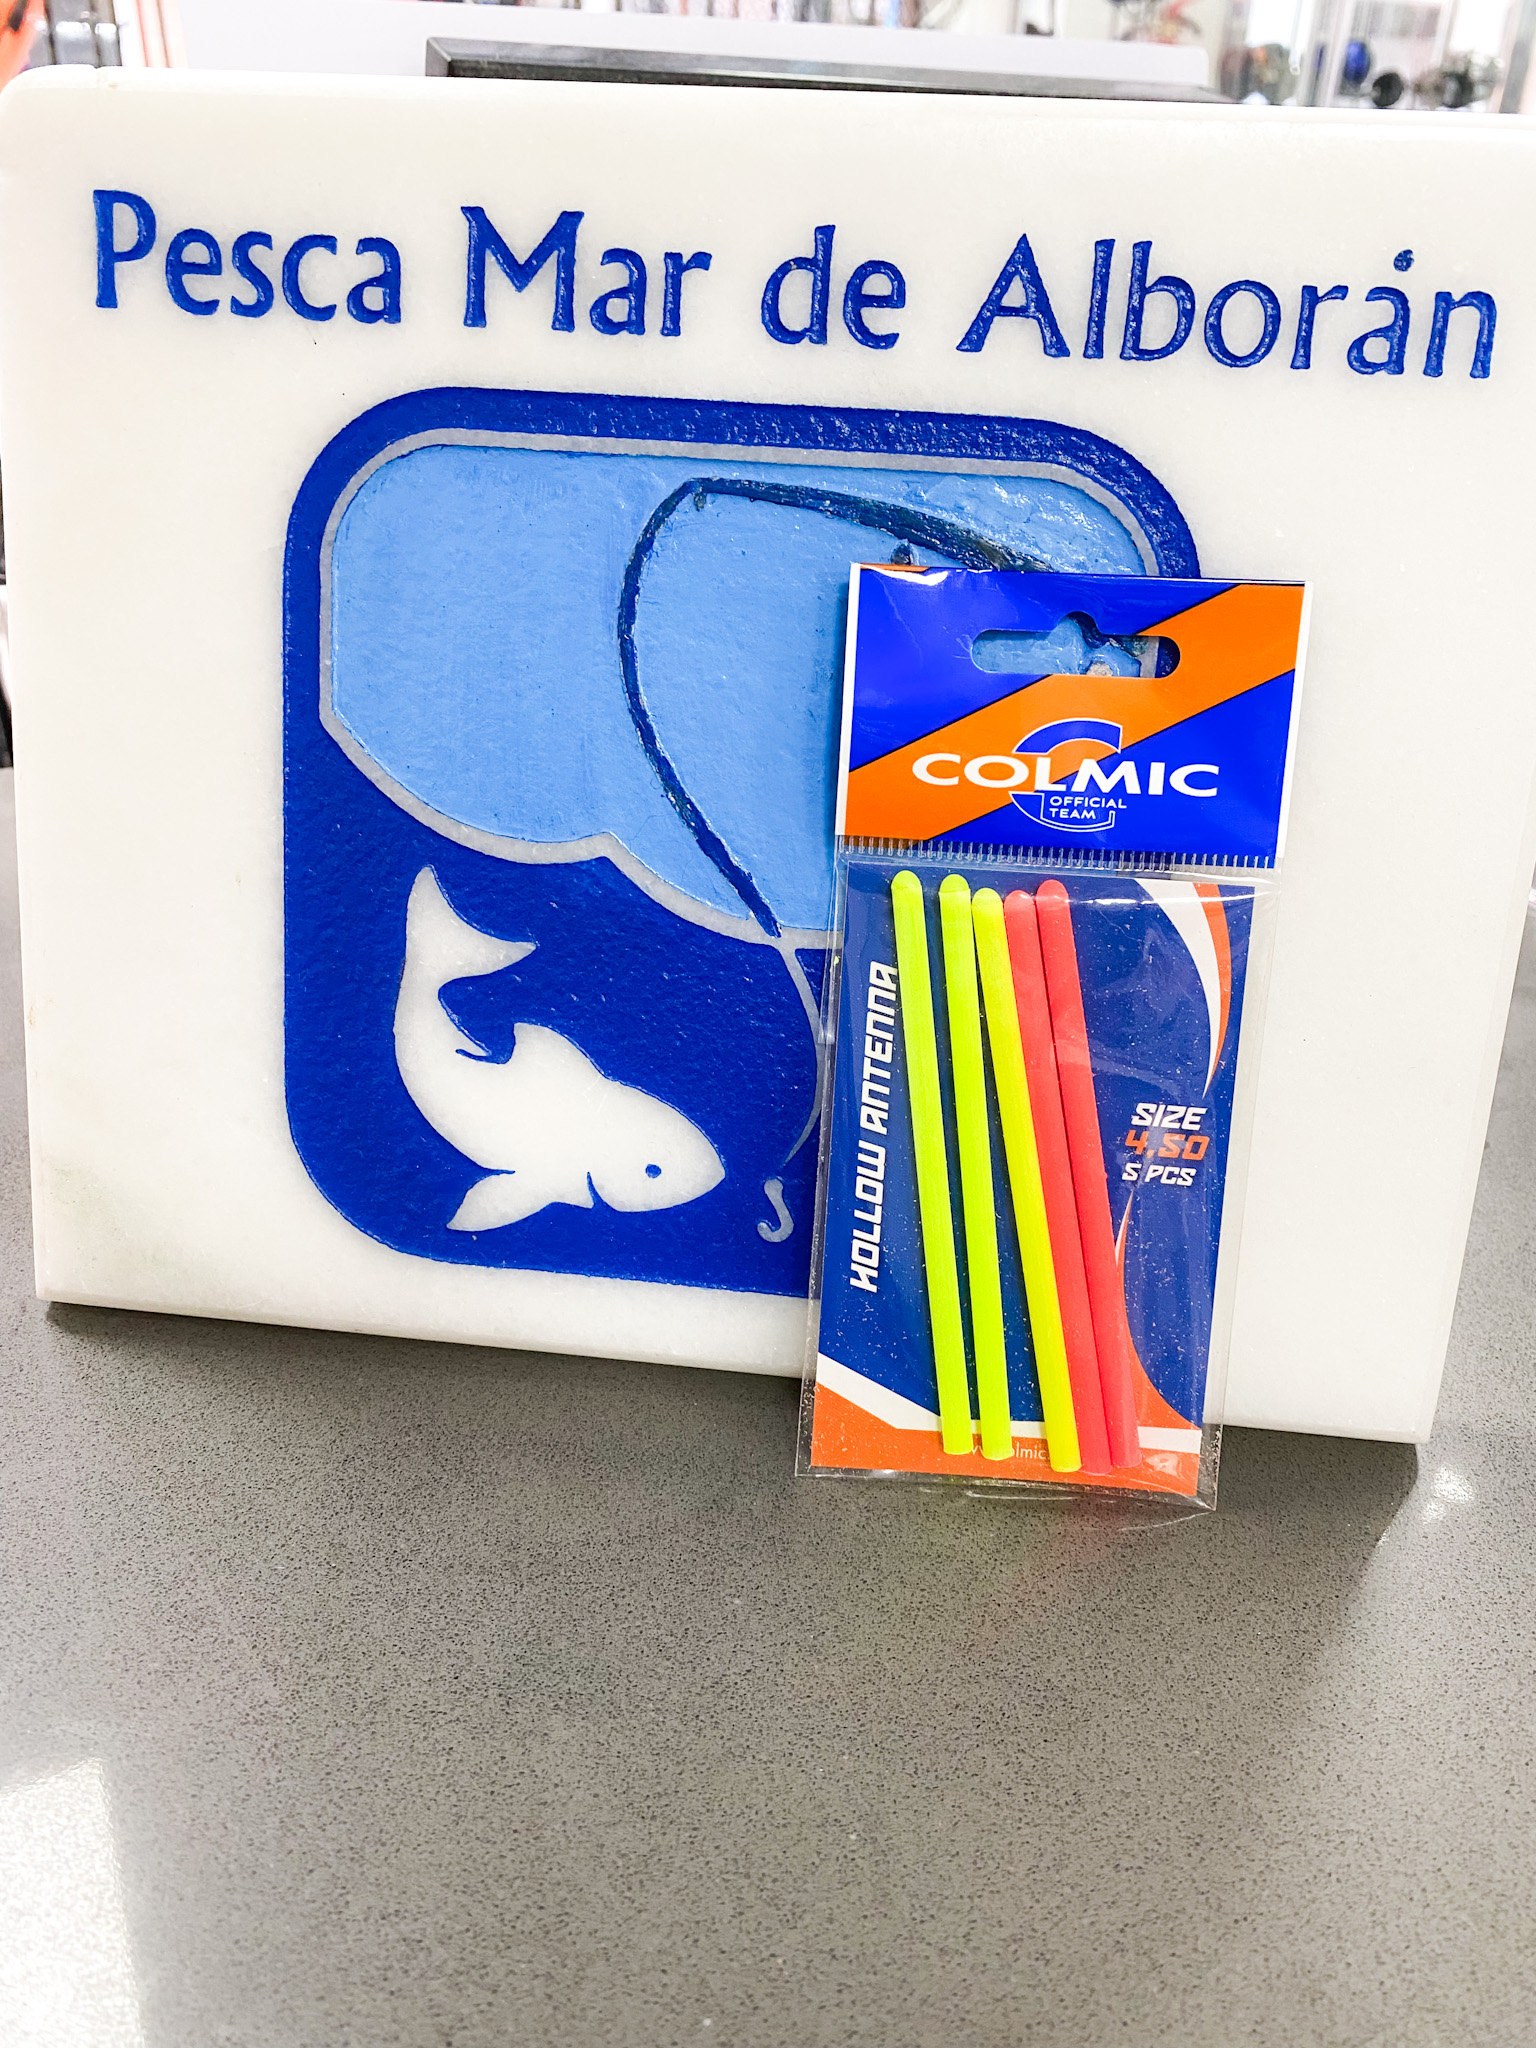 Pesca Mar de Alborán
COLMIC
OFFICIAL
TEAM
HOLLOW ANTENNA
SIZE
4,50
5 PCS